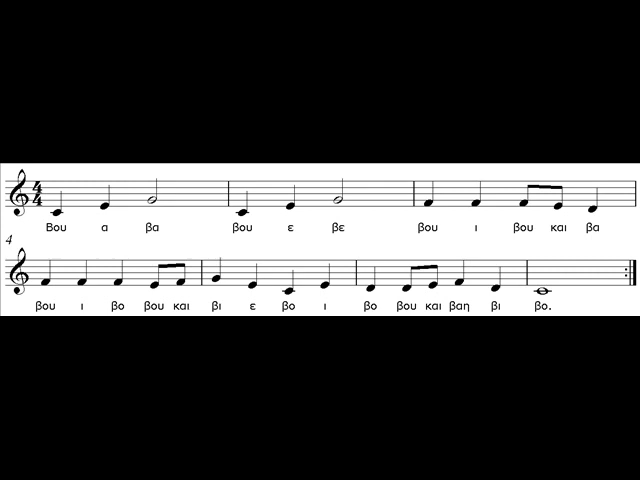 Βου α βα βου ε βε βου ι βου και βα
4
βου ι βο βου και βι ε βο ι βο βου και βαη βι βο.